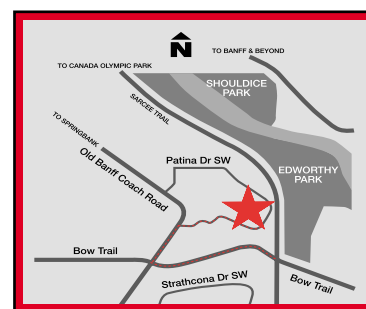 N
TO BANFF & BEYOND
TO CANADA OLYMPIC PARK
SHOULDICE
PARK
SARCEE TRAIL
TO SPRINGBANK
Old Banff Coach Road
Patina Dr SW
EDWORTHY
PARK
Bow Trail
Strathcona Dr SW
Bow Trail